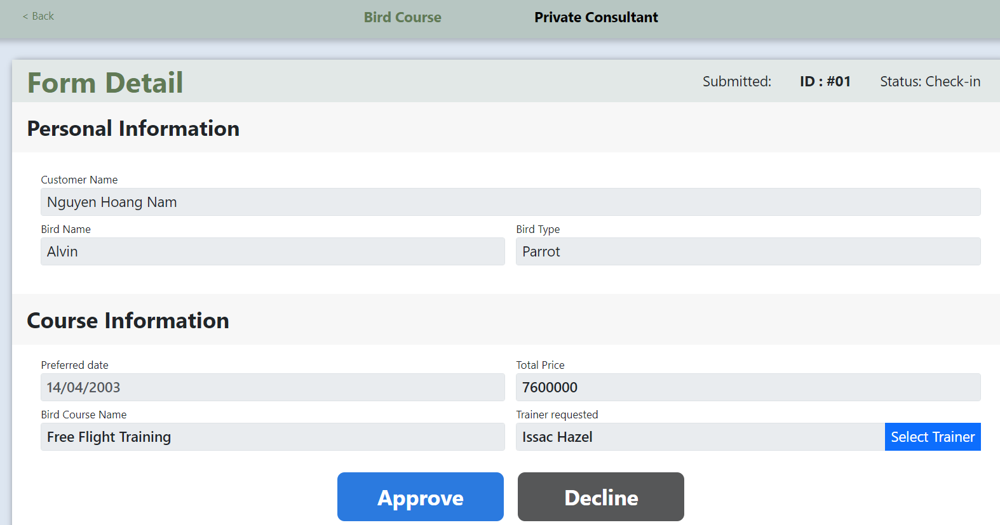 < Back
Bird Course
Private Consultant
Form Detail
Submitted:
ID : #01
Status: Check-in
Personal Information
Customer Name
Nguyen Hoang Nam
Bird Name
Bird Type
Alvin
Parrot
Course Information
Preferred date
Total Price
14/04/2003
7600000
Bird Course Name
Trainer requested
Free Flight Training
Issac Hazel
Select Trainer
Approve
Decline